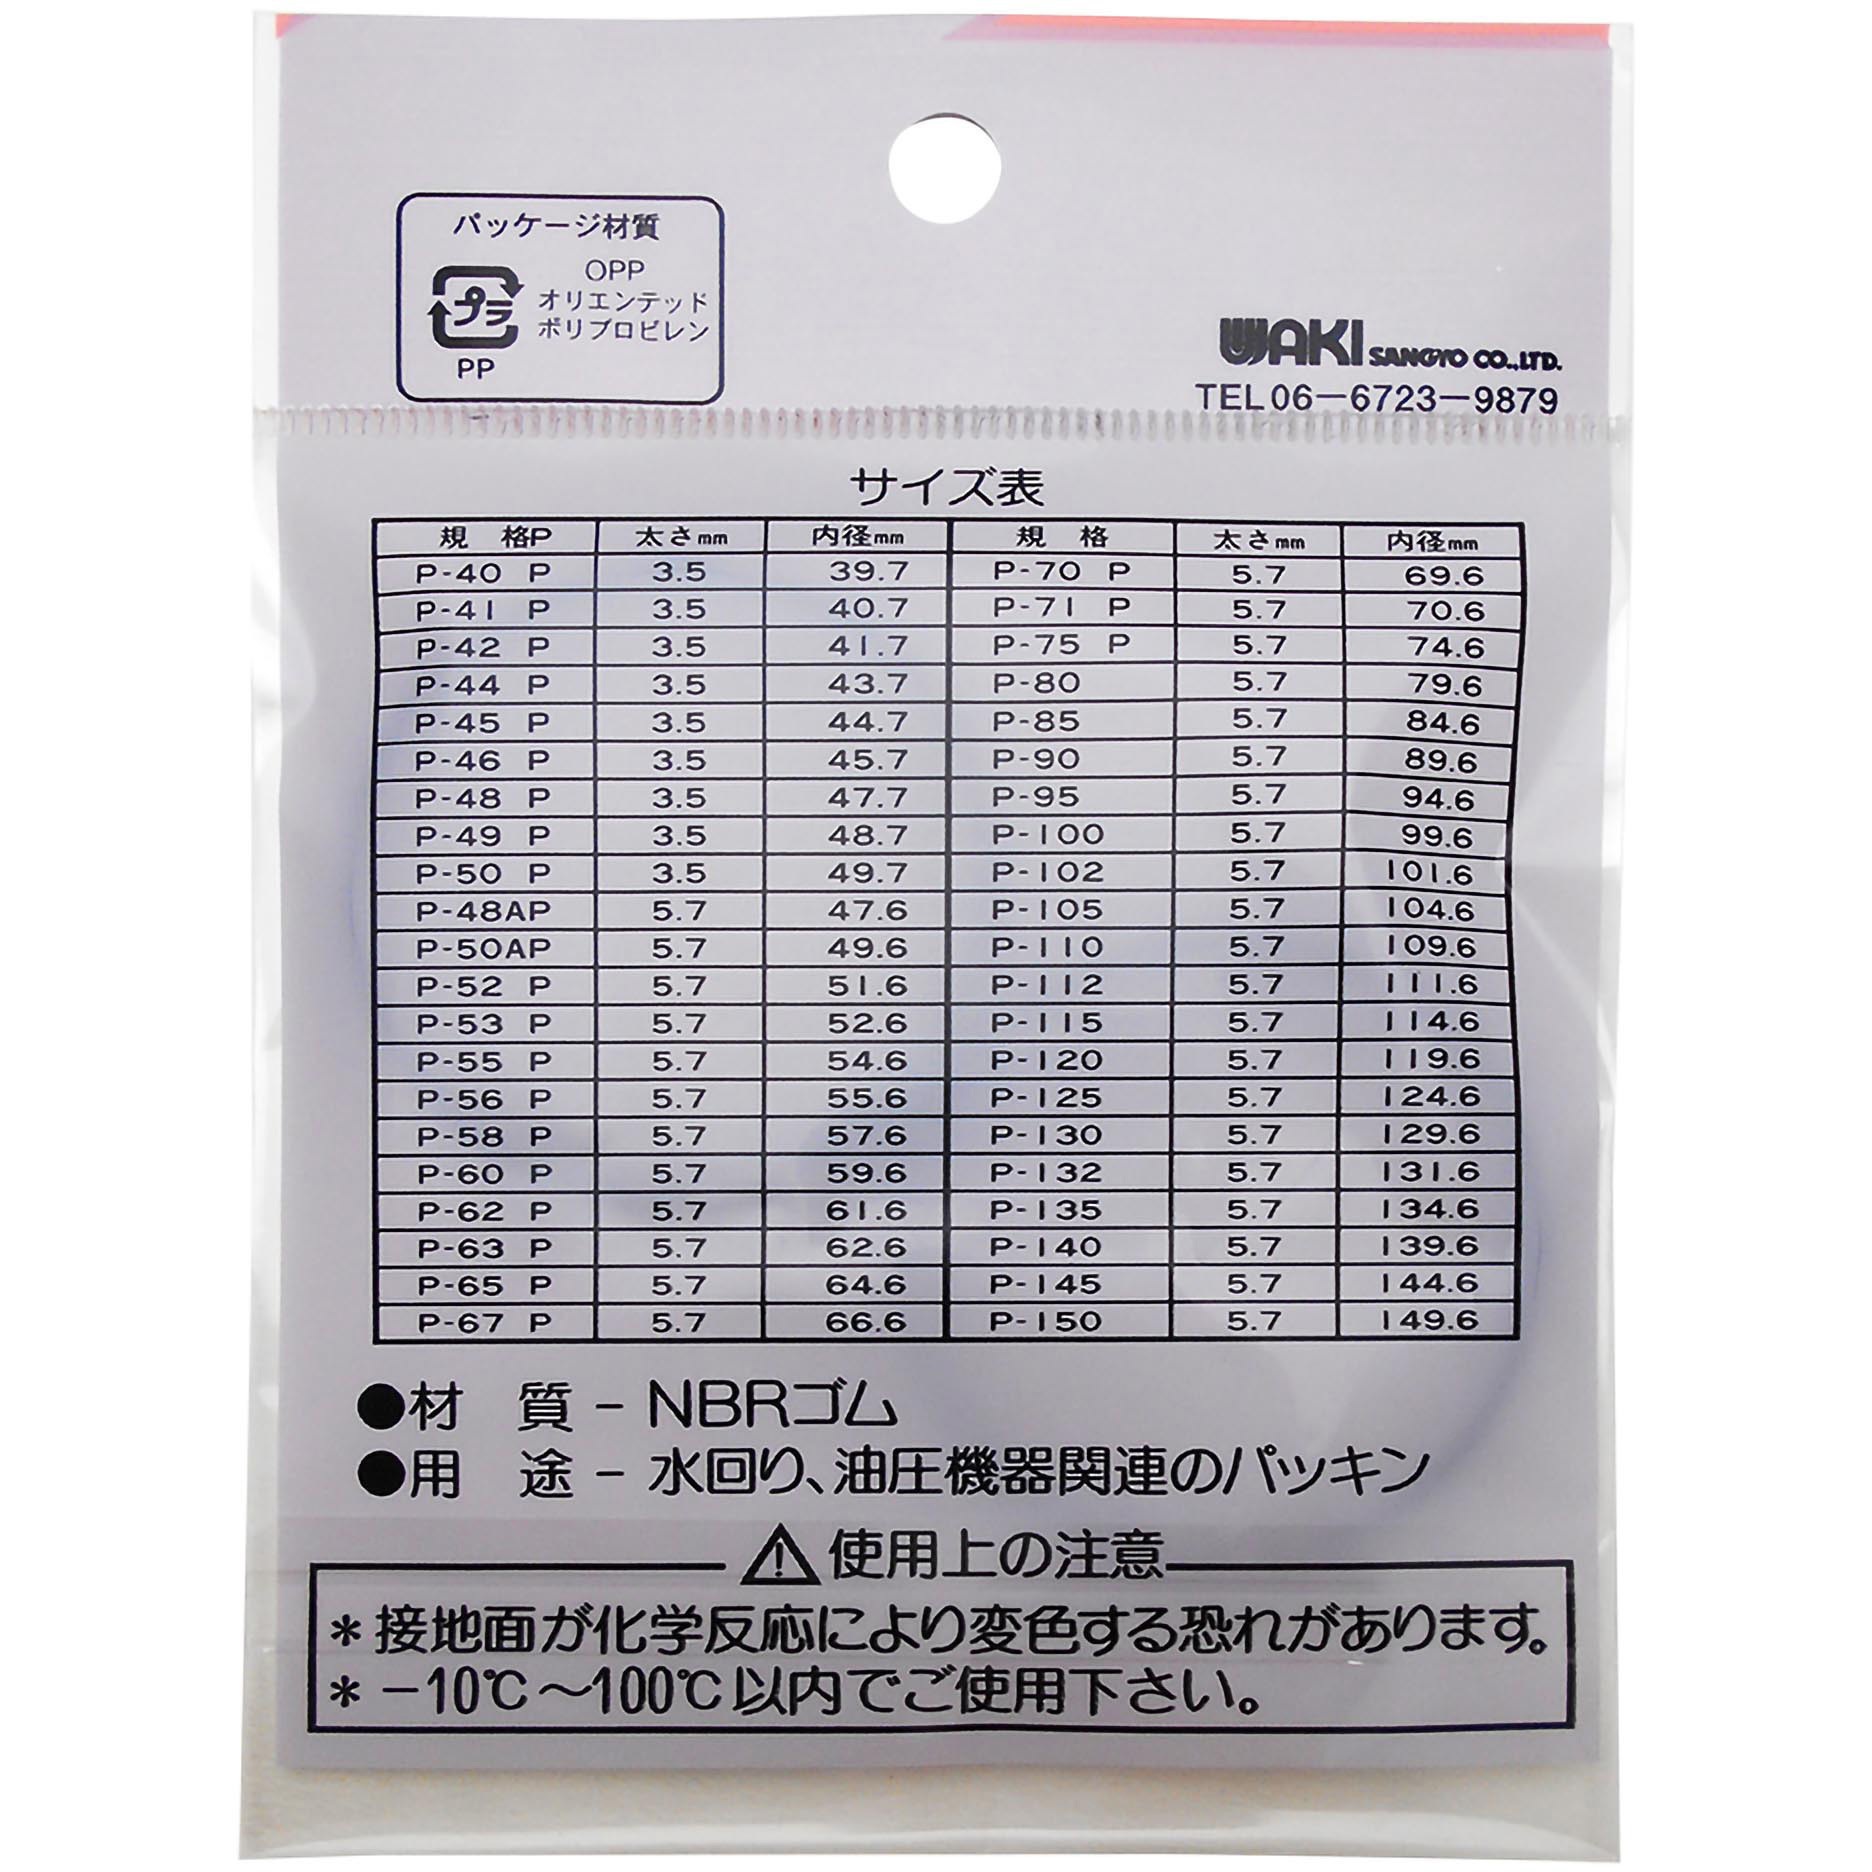 パッケージ材質
プラ
PP
OPP
オリエンテッド
ポリプロピレン
WAKI SANGYO CO.,LTD.
TEL06－6723－9879
サイズ表
規 格P 太さmm 内径mm 規 格 太さmm 内径mm
P-40 P 3.5 39.7 P-70 P 5.7 69.6
P-41 P 3.5 40.7 P-71 P 5.7 70.6
P-42 P 3.5 41.7 P-75 P 5.7 74.6
P-44 P 3.5 43.7 P-80 5.7 79.6
P-45 P 3.5 44.7 P-85 5.7 84.6
P-46 P 3.5 45.7 P-90 5.7 89.6
P-48 P 3.5 47.7 P-95 5.7 94.6
P-49 P 3.5 48.7 P-100 5.7 99.6
P-50 P 3.5 49.7 P-102 5.7 101.6
P-48AP 5.7 47.6 P-105 5.7 104.6
P-50AP 5.7 49.6 P-110 5.7 109.6
P-52 P 5.7 51.6 P-112 5.7 111.6
P-53 P 5.7 52.6 P-115 5.7 114.6
P-55 P 5.7 54.6 P-120 5.7 119.6
P-56 P 5.7 55.6 P-125 5.7 124.6
P-58 P 5.7 57.6 P-130 5.7 129.6
P-60 P 5.7 59.6 P-132 5.7 131.6
P-62 P 5.7 61.6 P-135 5.7 134.6
P-63 P 5.7 62.6 P-140 5.7 139.6
P-65 P 5.7 64.6 P-145 5.7 144.6
P-67 P 5.7 66.6 P-150 5.7 149.6
●材 質 - NBRゴム
●用 途 - 水回り、油圧機器関連のパッキン
⚠使用上の注意
＊接地面が化学反応により変色する恐れがあります。
＊－10℃～100℃以内でご使用下さい。